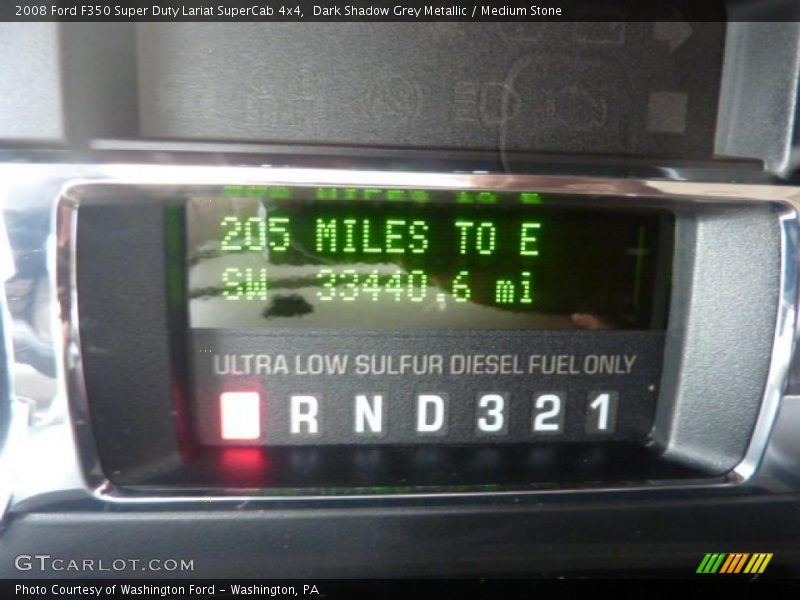 2008 Ford F350 Super Duty Lariat SuperCab 4x4,  Dark Shadow Grey Metallic / Medium Stone
205 MILES TO E
SW  33440.6 mi
ULTRA LOW SULFUR DIESEL FUEL ONLY
R N D 3 2 1
GTCARLOT.COM
Photo Courtesy of Washington Ford - Washington, PA